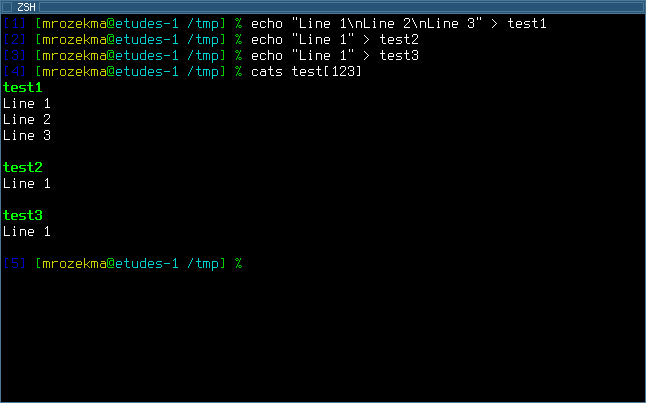 ZSH
[1] [mrozekma@etudes-1 /tmp] % echo "Line 1\nLine 2\nLine 3" > test1
[2] [mrozekma@etudes-1 /tmp] % echo "Line 1" > test2
[3] [mrozekma@etudes-1 /tmp] % echo "Line 1" > test3
[4] [mrozekma@etudes-1 /tmp] % cats test[123]
test1
Line 1
Line 2
Line 3
test2
Line 1
test3
Line 1
[5] [mrozekma@etudes-1 /tmp] %